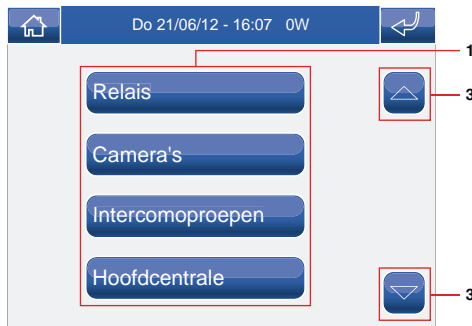 Do 21/06/12 - 16:07 0W
1
Relais
3
Camera's
Intercomoproepen
Hoofdcentrale
3